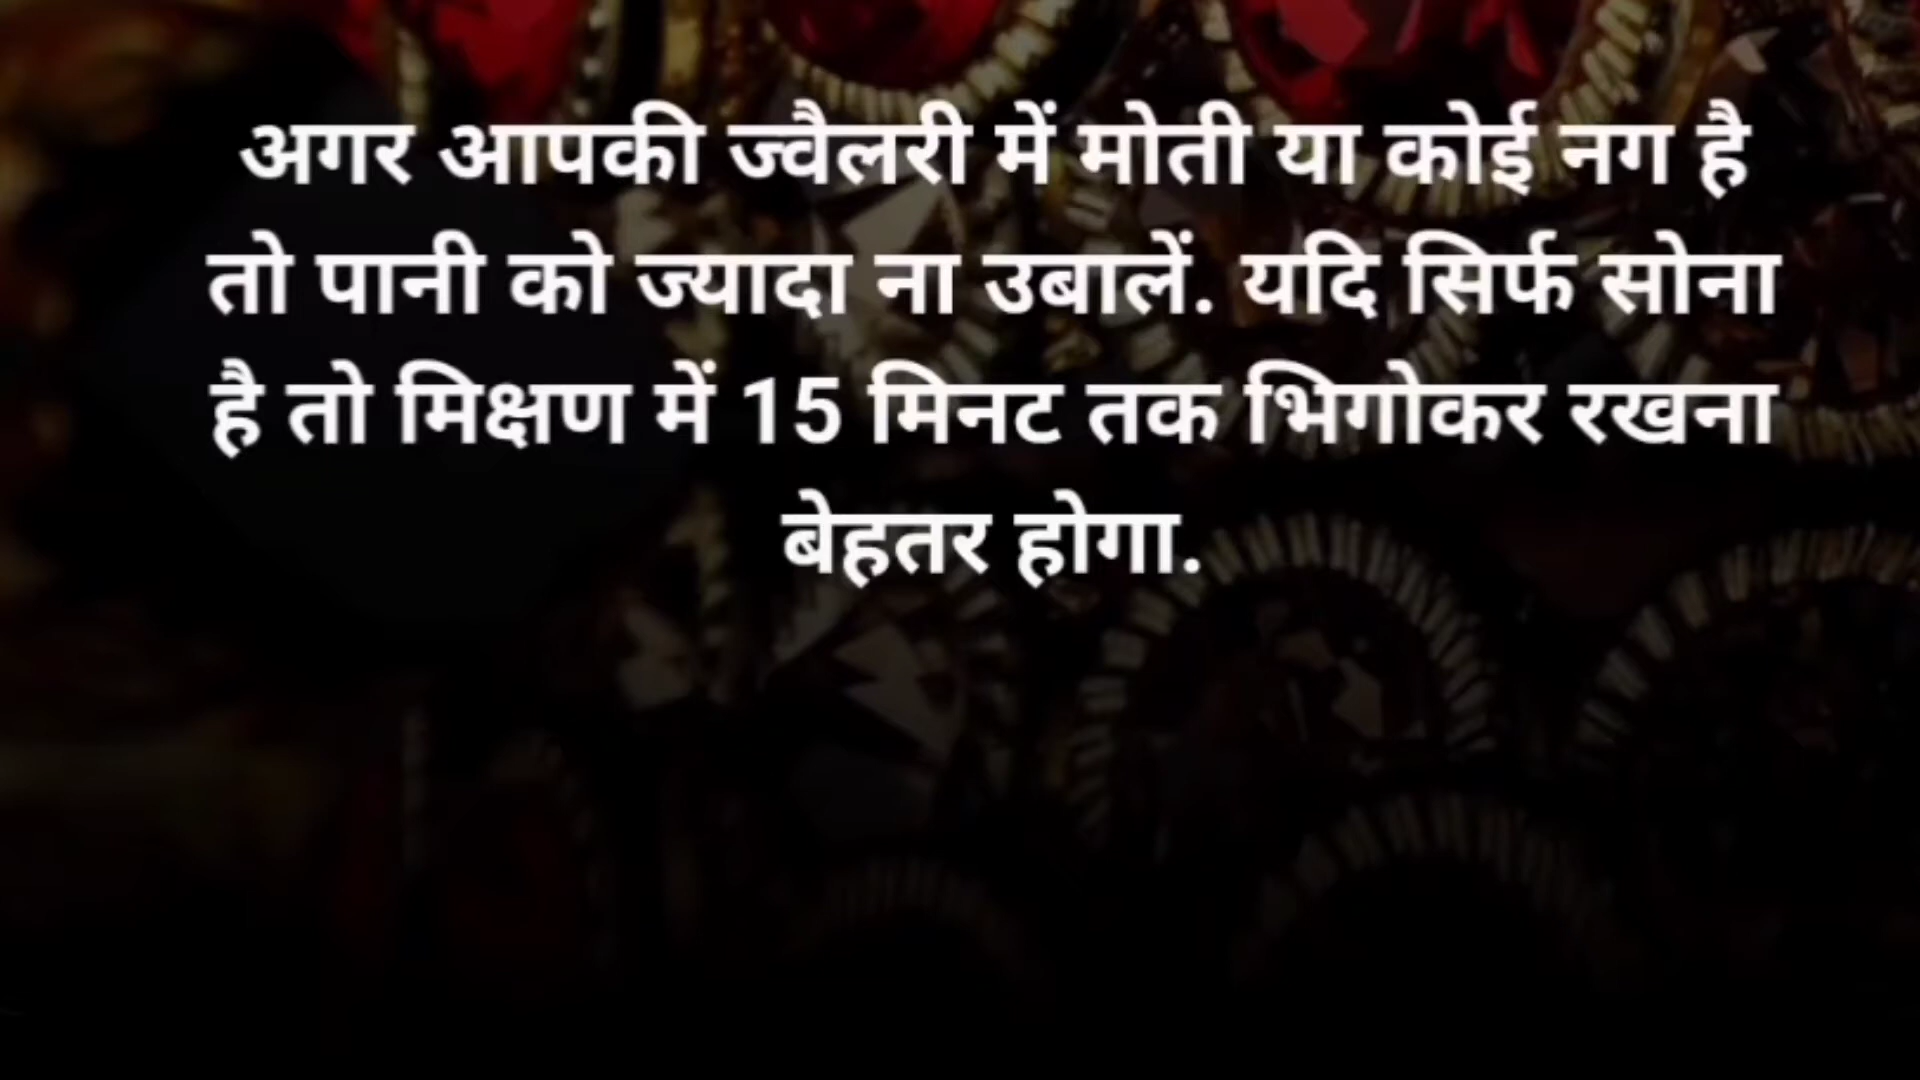 अगर आपकी ज्वैलरी में मोती या कोई नग है
तो पानी को ज्यादा ना उबालें. यदि सिर्फ सोना
है तो मिक्षण में 15 मिनट तक भिगोकर रखना
बेहतर होगा.